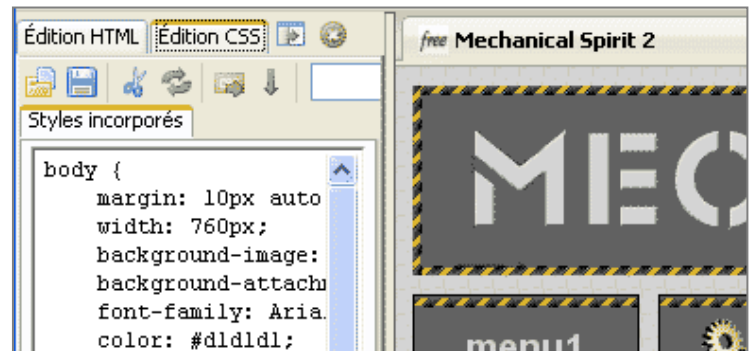 Édition HTML Édition CSS
free Mechanical Spirit 2
Styles incorporés
body {
margin: 10px auto
width: 760px;
background-image:
background-attach
font-family: Aria
color: #d1d1d1;
MEC
menu1